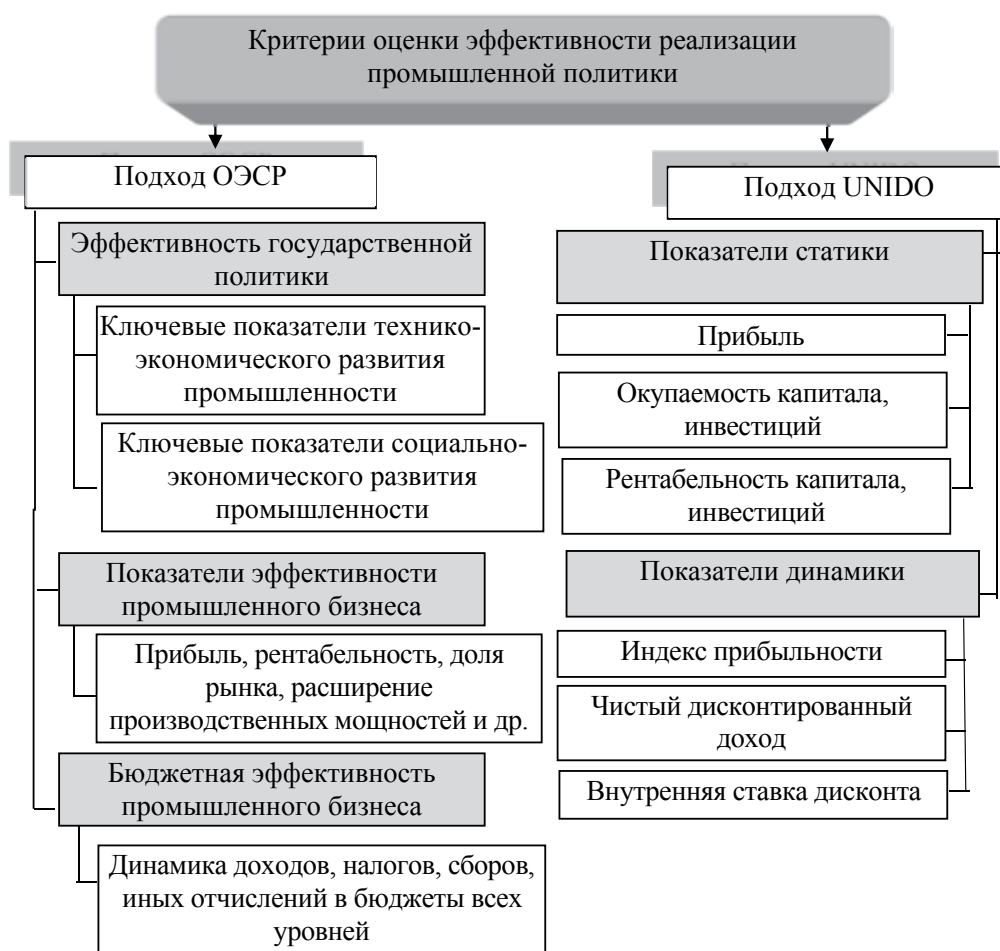 Критерии оценки эффективности реализации
промышленной политики
Подход ОЭСР
Эффективность государственной
политики
Ключевые показатели технико-
экономического развития
промышленности
Ключевые показатели социально-
экономического развития
промышленности
Показатели эффективности
промышленного бизнеса
Прибыль, рентабельность, доля
рынка, расширение
производственных мощностей и др.
Бюджетная эффективность
промышленного бизнеса
Динамика доходов, налогов, сборов,
иных отчислений в бюджеты всех
уровней
Подход UNIDO
Показатели статики
Прибыль
Окупаемость капитала,
инвестиций
Рентабельность капитала,
инвестиций
Показатели динамики
Индекс прибыльности
Чистый дисконтированный
доход
Внутренняя ставка дисконта